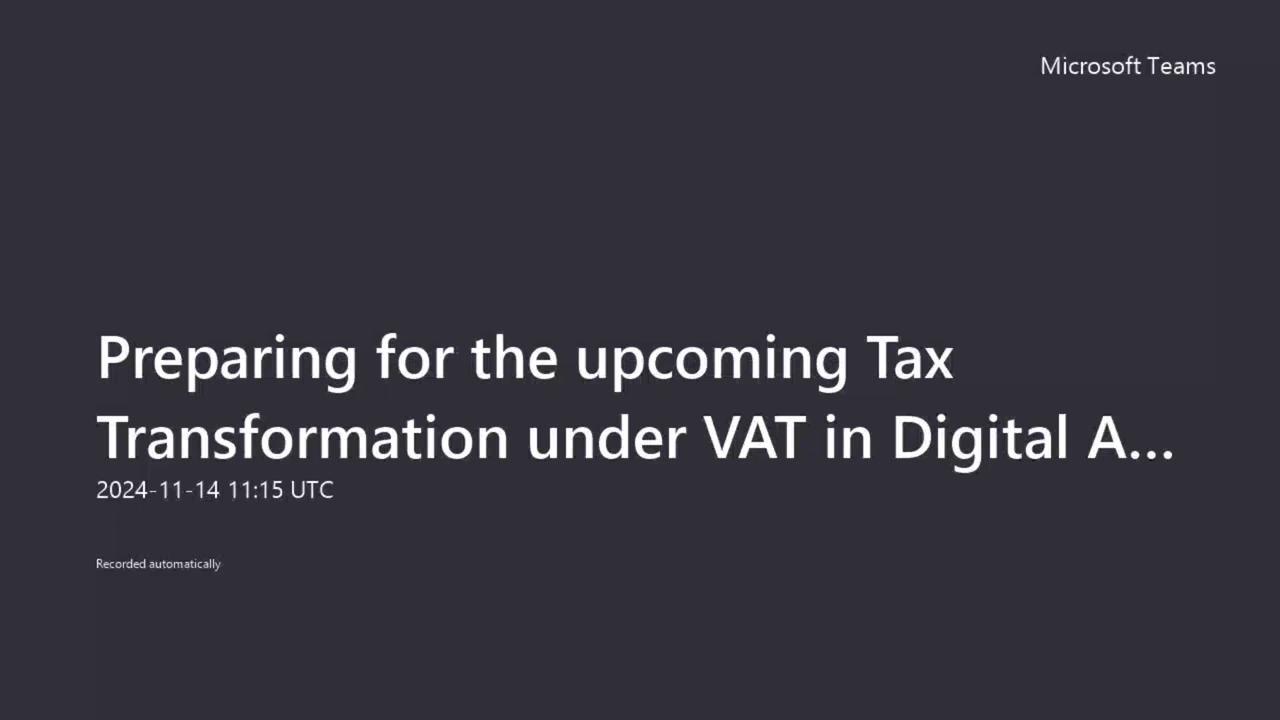 Microsoft Teams
Preparing for the upcoming Tax
Transformation under VAT in Digital A...
2024-11-14 11:15 UTC
Recorded automatically